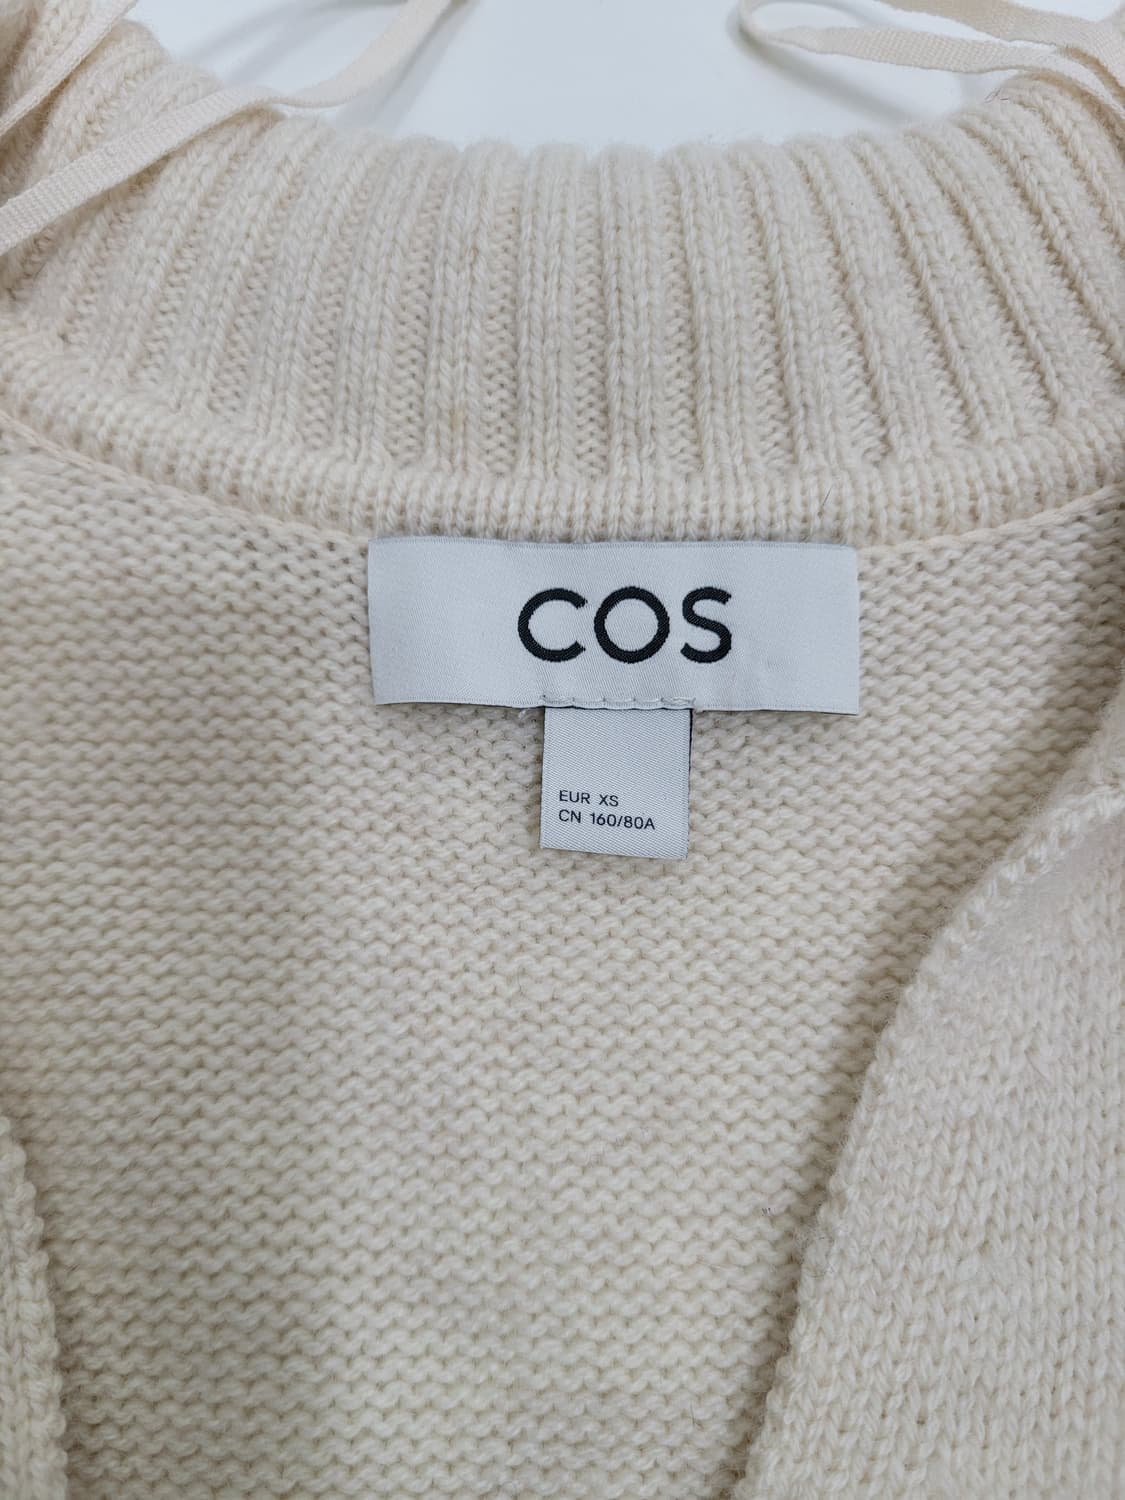 COS
EUR XS
CN 160/80A